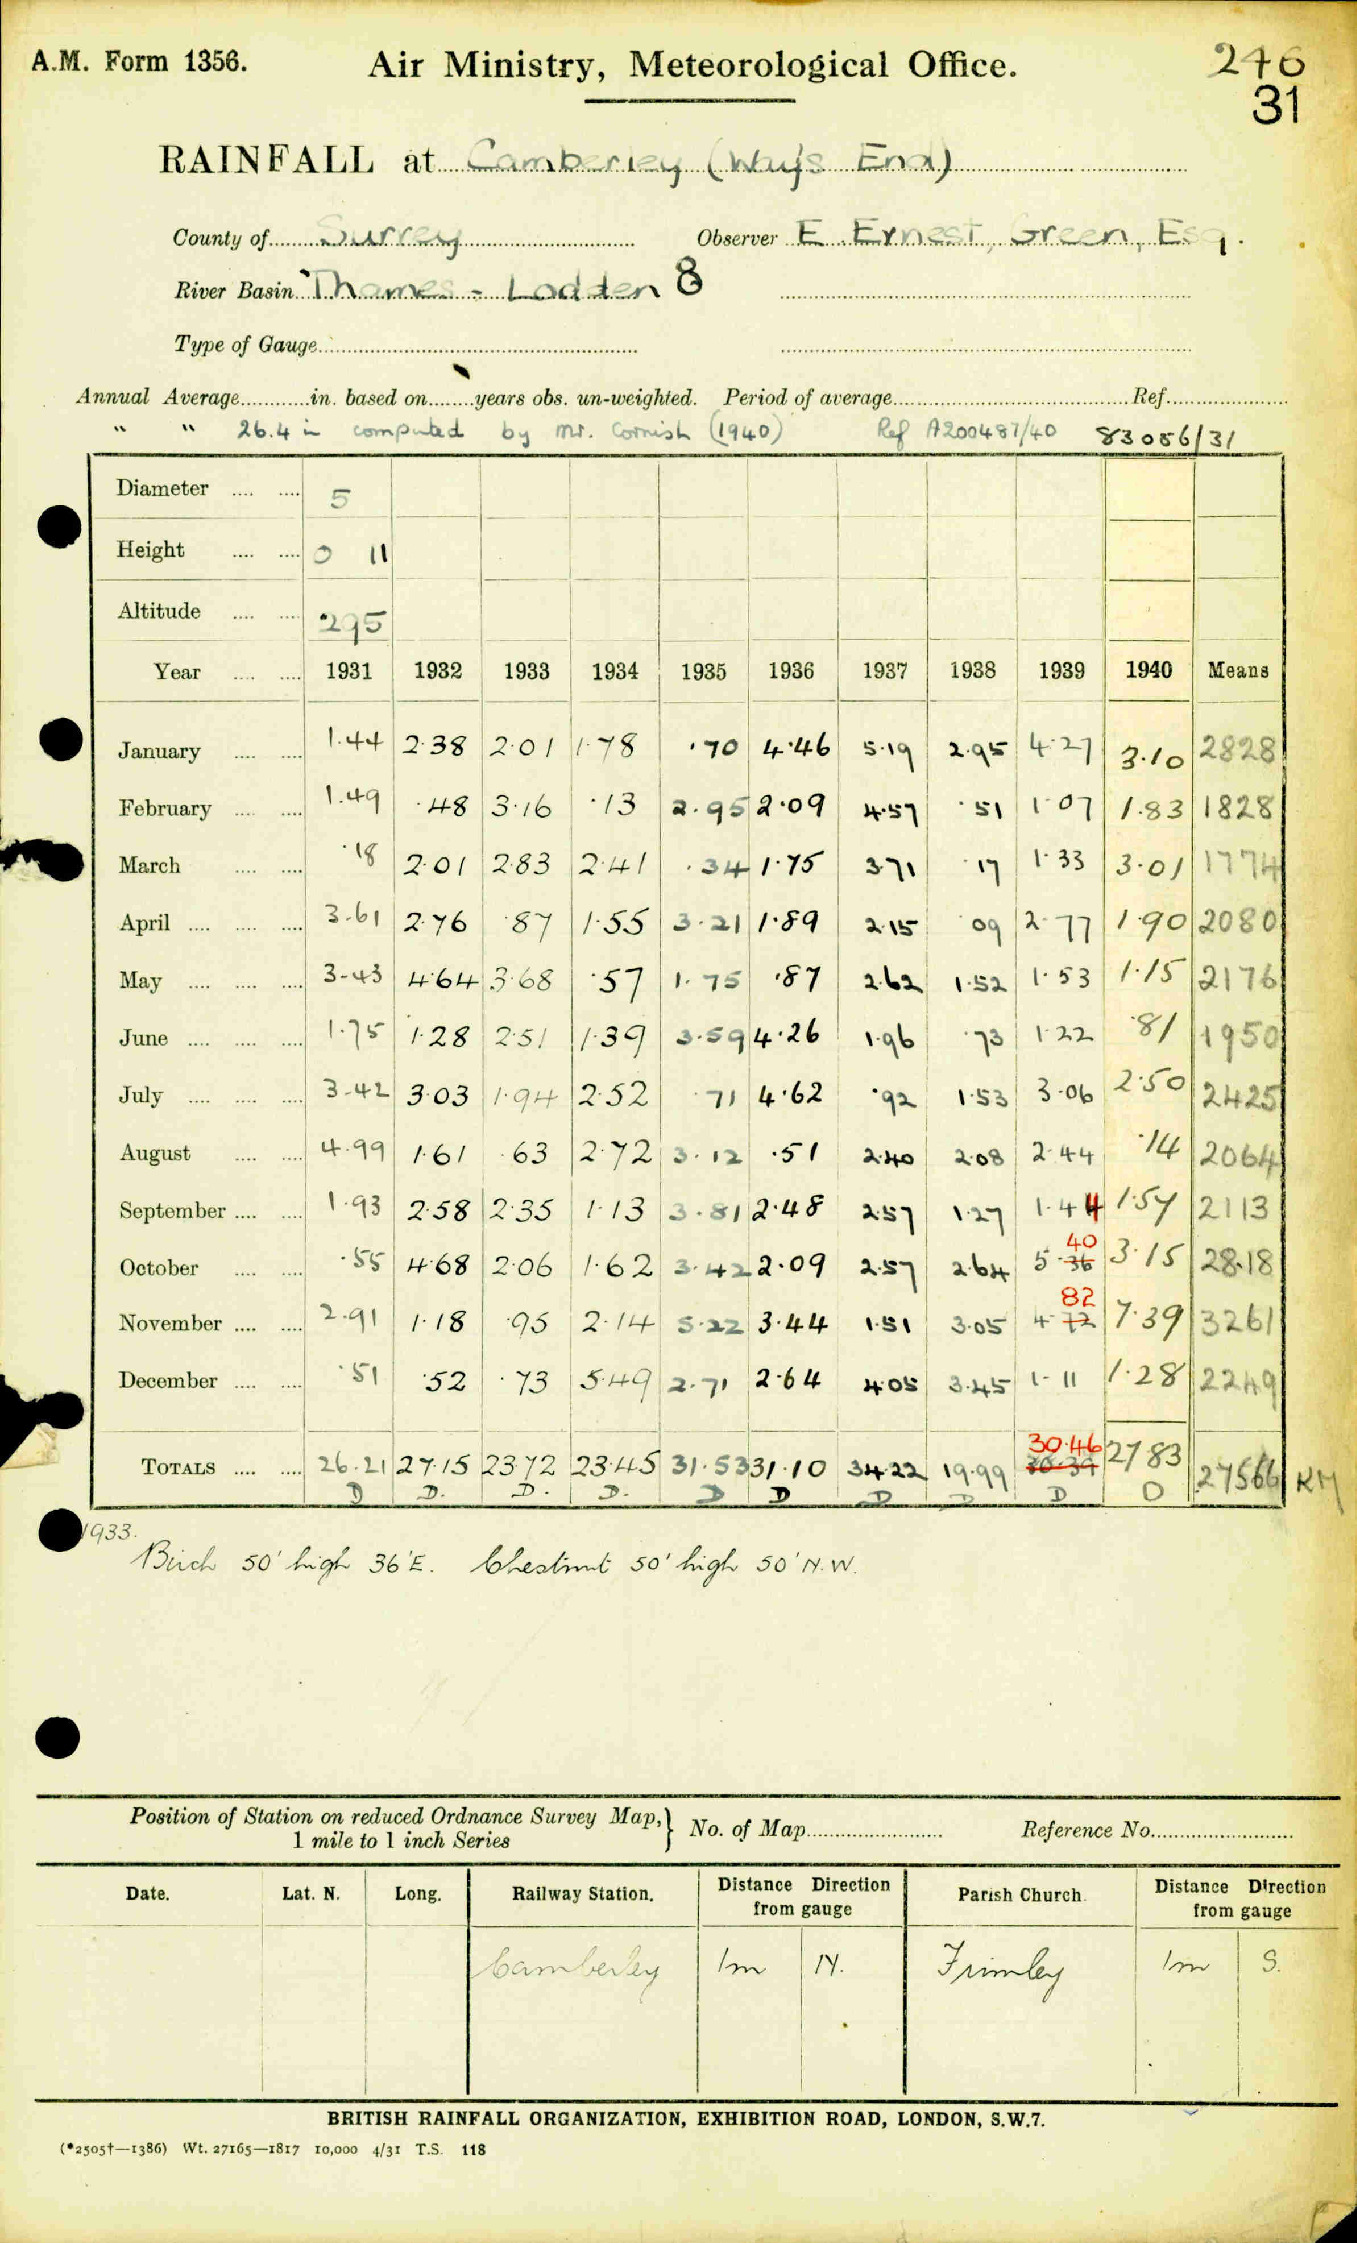 A.M. Form 1356.
Air Ministry, Meteorological Office.
246
31
RAINFALL at Camberley (Way's End)
County of Surrey Observer E. Ernest Green, Esq.
River Basin Thames - Lodden 8
Type of Gauge
Annual Average in. based on years obs. un-weighted. Period of average Ref.
" " 26.4 in computed by Mr. Cornish (1940) Ref A200487/40 83086/31
Diameter 5
Height 0 11
Altitude 295
Year 1931 1932 1933 1934 1935 1936 1937 1938 1939 1940 Means
January 1.44 2.38 2.01 1.78 .70 4.46 5.19 2.95 4.27 3.10 2828
February 1.49 .48 3.16 .13 2.95 2.09 4.57 .51 1.07 1.83 1828
March .18 2.01 2.83 2.41 .34 1.75 3.71 .17 1.33 3.01 1774
April 3.61 2.76 .87 1.55 3.21 1.89 2.15 .09 2.77 1.90 2080
May 3.43 4.64 3.68 .57 1.75 .87 2.62 1.52 1.53 1.15 2176
June 1.75 1.28 2.51 1.39 3.59 4.26 1.96 .73 1.22 .81 1950
July 3.42 3.03 1.94 2.52 .71 4.62 .92 1.53 3.06 2.50 2425
August 4.99 1.61 .63 2.72 3.12 .51 2.40 2.08 2.44 .14 2064
September 1.93 2.58 2.35 1.13 3.81 2.48 2.57 1.27 1.44 1.57 2113
40
October .55 4.68 2.06 1.62 3.42 2.09 2.57 2.64 5.36 3.15 28.18
82
November 2.91 1.18 .95 2.14 5.22 3.44 1.51 3.05 4.72 7.39 3261
December .51 .52 .73 5.49 2.71 2.64 4.05 3.45 1.11 1.28 2249
30.46
TOTALS 26.21 27.15 23.72 23.45 31.53 31.10 34.22 19.99 30.39 27.83 27566 KM
D D. D. D. D D D D D D
1933.
Birch 50' high 36' E. Chestnut 50' high 50' N.W.
Position of Station on reduced Ordnance Survey Map,} No. of Map Reference No.
1 mile to 1 inch Series
Date. Lat. N. Long. Railway Station. Distance Direction from gauge Parish Church. Distance Direction from gauge
Camberley 1m N. Frimley 1m S.
BRITISH RAINFALL ORGANIZATION, EXHIBITION ROAD, LONDON, S.W.7.
(*2505†—1386) Wt. 27165—1817 10,000 4/31 T.S. 118